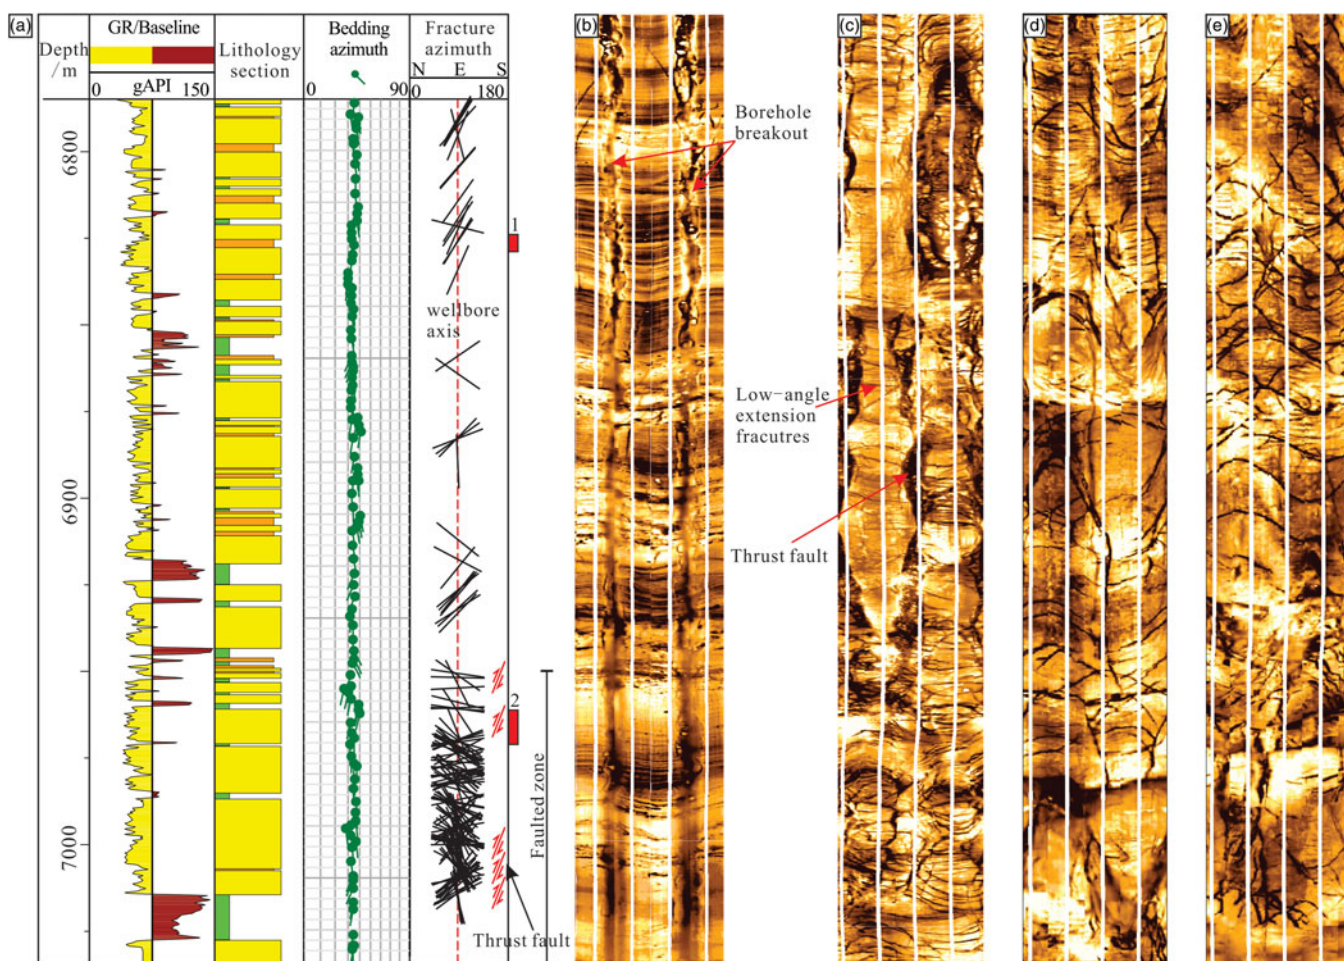 (a)
GR/Baseline
Depth
/m
gAPI
0 150
Lithology
section
Bedding
azimuth
0 90
Fracture
azimuth
N E S
0 180
6800
6900
7000
wellbore
axis
1
2
Faulted zone
Thrust fault
(b)
Borehole
breakout
(c)
Low-angle
extension
fracutres
Thrust fault
(d)
(e)